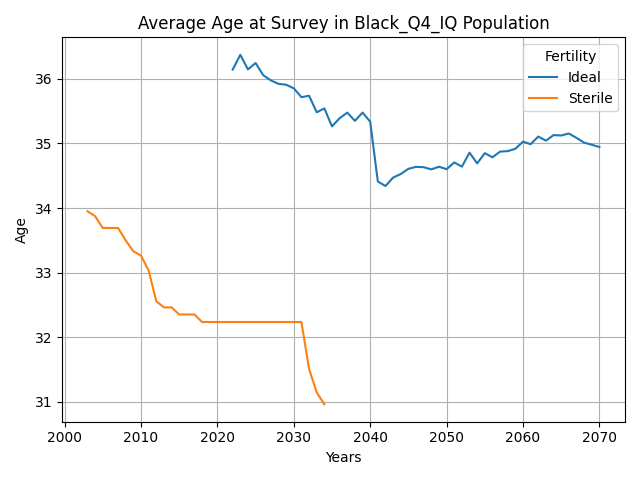 Average Age at Survey in Black_Q4_IQ Population
Fertility
Ideal
Sterile
Age
36
35
34
33
32
31
2000
2010
2020
2030
2040
2050
2060
2070
Years